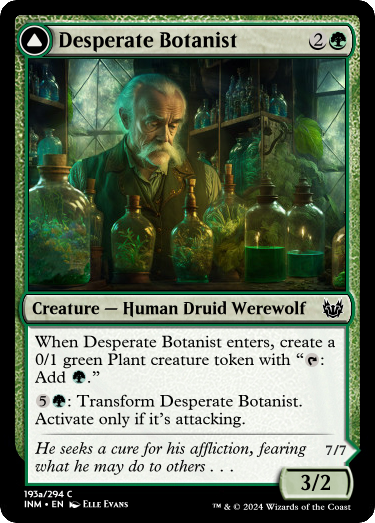 Desperate Botanist 2
Creature — Human Druid Werewolf
When Desperate Botanist enters, create a
0/1 green Plant creature token with “:
Add .”
5: Transform Desperate Botanist.
Activate only if it’s attacking.
He seeks a cure for his affliction, fearing
what he may do to others . . .
7/7
3/2
193a/294 C
INM • EN Elle Evans
™ & © 2024 Wizards of the Coast